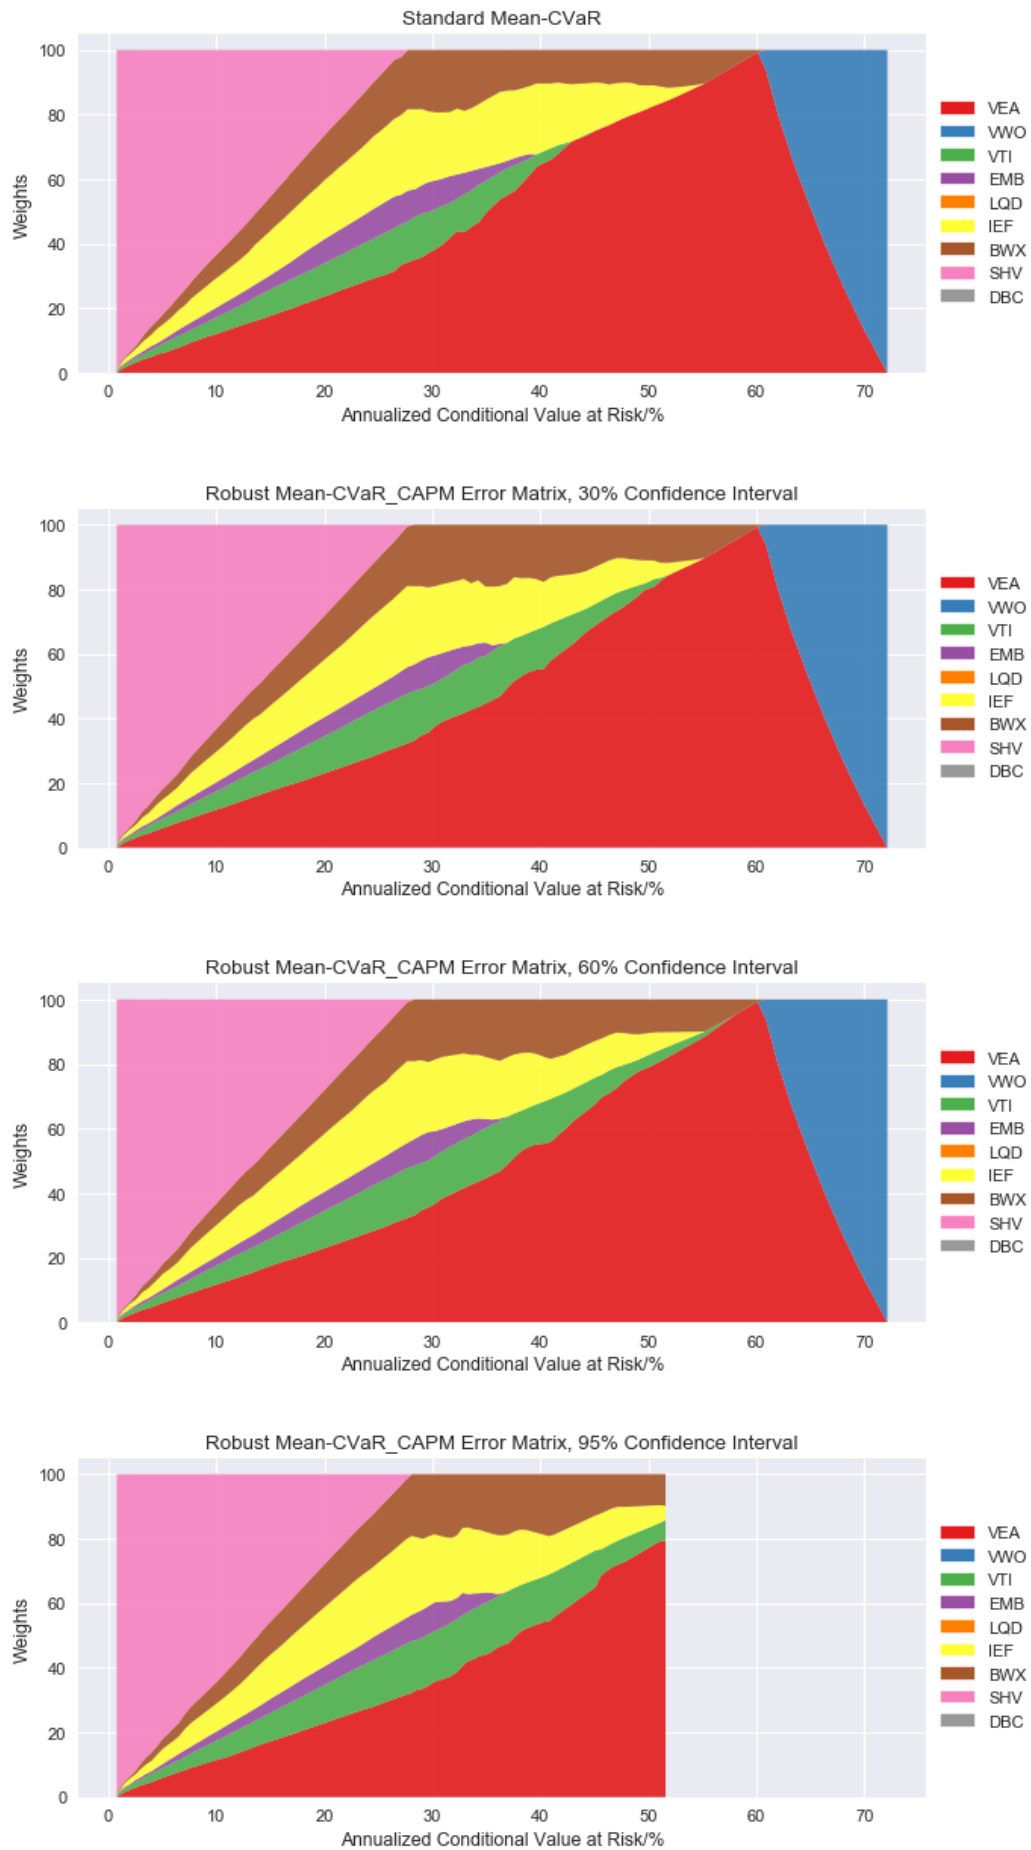 Standard Mean-CVaR
100
80
60
40
20
0
Weights
0 10 20 30 40 50 60 70
Annualized Conditional Value at Risk/%
VEA
VWO
VTI
EMB
LQD
IEF
BWX
SHV
DBC
Robust Mean-CVaR_CAPM Error Matrix, 30% Confidence Interval
100
80
60
40
20
0
Weights
0 10 20 30 40 50 60 70
Annualized Conditional Value at Risk/%
VEA
VWO
VTI
EMB
LQD
IEF
BWX
SHV
DBC
Robust Mean-CVaR_CAPM Error Matrix, 60% Confidence Interval
100
80
60
40
20
0
Weights
0 10 20 30 40 50 60 70
Annualized Conditional Value at Risk/%
VEA
VWO
VTI
EMB
LQD
IEF
BWX
SHV
DBC
Robust Mean-CVaR_CAPM Error Matrix, 95% Confidence Interval
100
80
60
40
20
0
Weights
0 10 20 30 40 50 60 70
Annualized Conditional Value at Risk/%
VEA
VWO
VTI
EMB
LQD
IEF
BWX
SHV
DBC